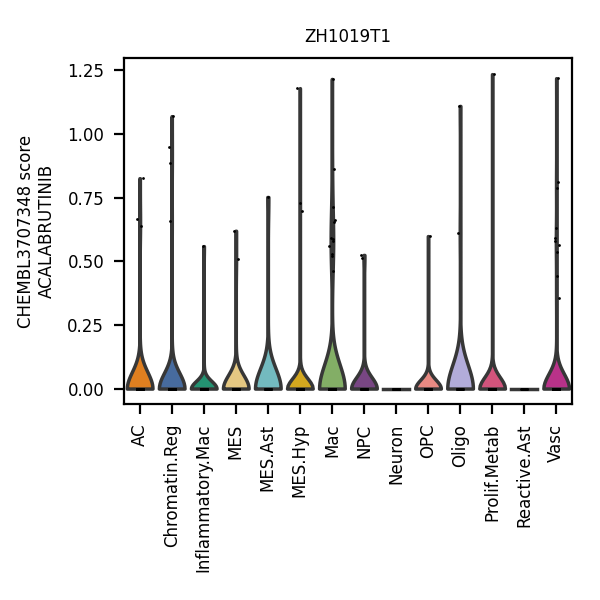 ZH1019T1
CHEMBL3707348 score
ACALABRUTINIB
1.25
1.00
0.75
0.50
0.25
0.00
AC
Chromatin.Reg
Inflammatory.Mac
MES
MES.Ast
MES.Hyp
Mac
NPC
Neuron
OPC
Oligo
Prolif.Metab
Reactive.Ast
Vasc